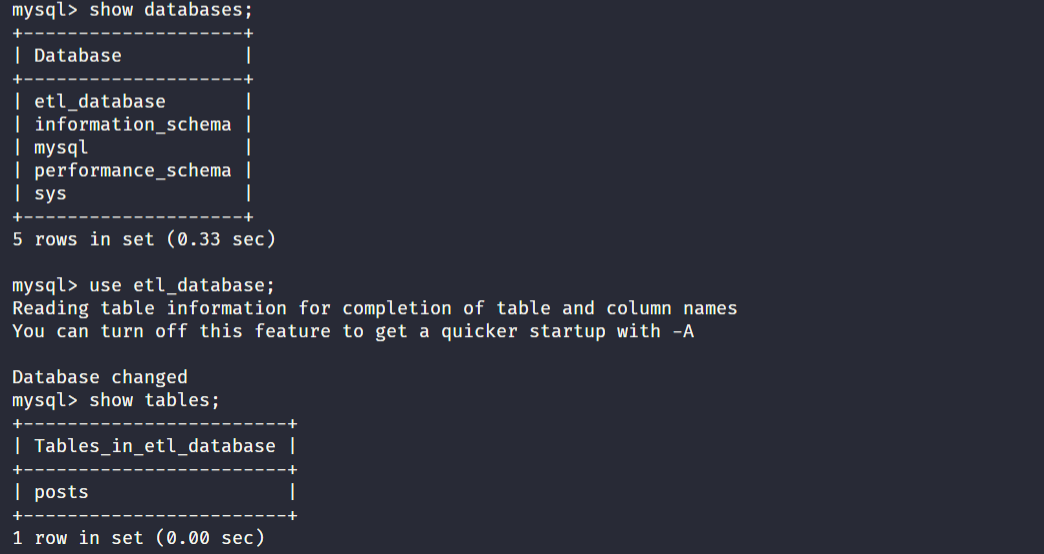 mysql> show databases;
+--------------------+
| Database           |
+--------------------+
| etl_database       |
| information_schema |
| mysql              |
| performance_schema |
| sys                |
+--------------------+
5 rows in set (0.33 sec)

mysql> use etl_database;
Reading table information for completion of table and column names
You can turn off this feature to get a quicker startup with -A

Database changed
mysql> show tables;
+------------------------+
| Tables_in_etl_database |
+------------------------+
| posts                  |
+------------------------+
1 row in set (0.00 sec)